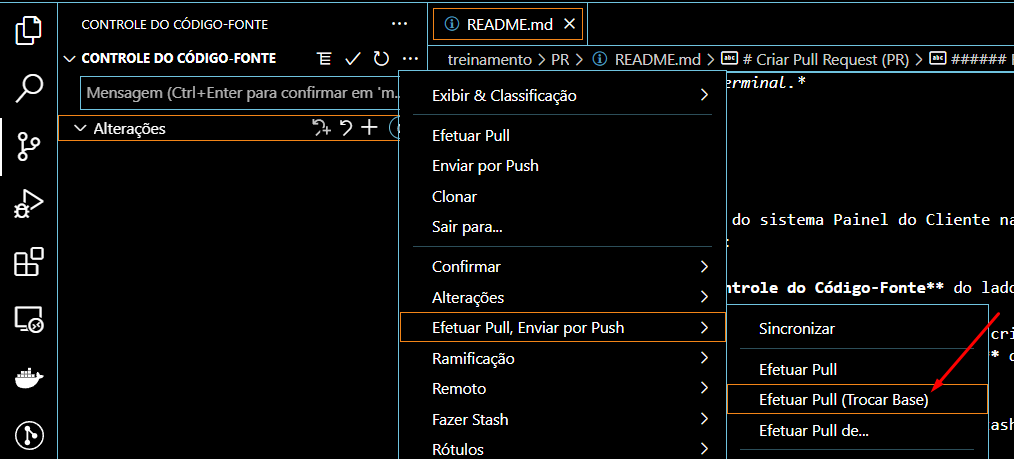 CONTROLE DO CÓDIGO-FONTE
README.md
CONTROLE DO CÓDIGO-FONTE
treinamento > PR > README.md > # Criar Pull Request (PR) > ######
Mensagem (Ctrl+Enter para confirmar em 'm...
Alterações
Exibir & Classificação
Efetuar Pull
Enviar por Push
Clonar
Sair para...
Confirmar
Alterações
Efetuar Pull, Enviar por Push
Ramificação
Remoto
Fazer Stash
Rótulos
Sincronizar
Efetuar Pull
Efetuar Pull (Trocar Base)
Efetuar Pull de...
erminal.*
do sistema Painel do Cliente na
ntrole do Código-Fonte** do lado
cri
ash